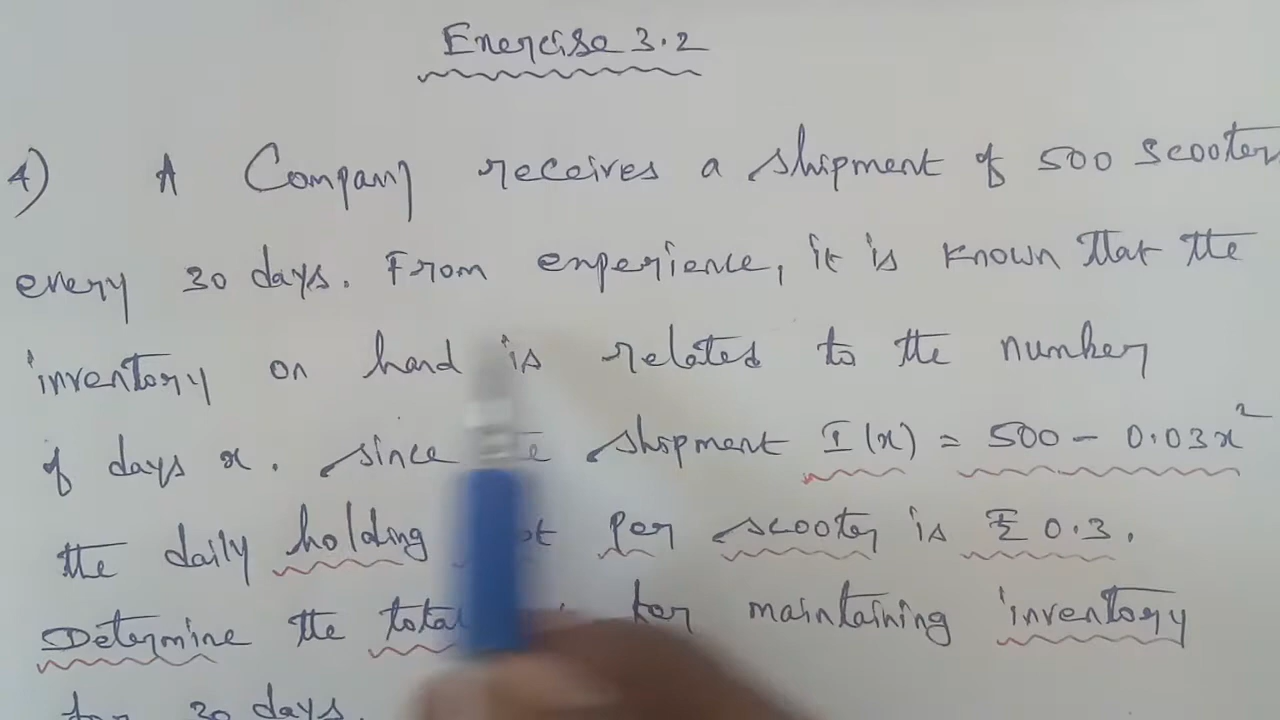 Exercise 3.2
4) A Company receives a shipment of 500 scooter
every 30 days. From experience, it is known that the
inventory on hand is related to the number
of days x. since shipment I(x) = 500 - 0.03x²
the daily holding per scooter is ₹ 0.3.
Determine the total for maintaining inventory
for 30 days.